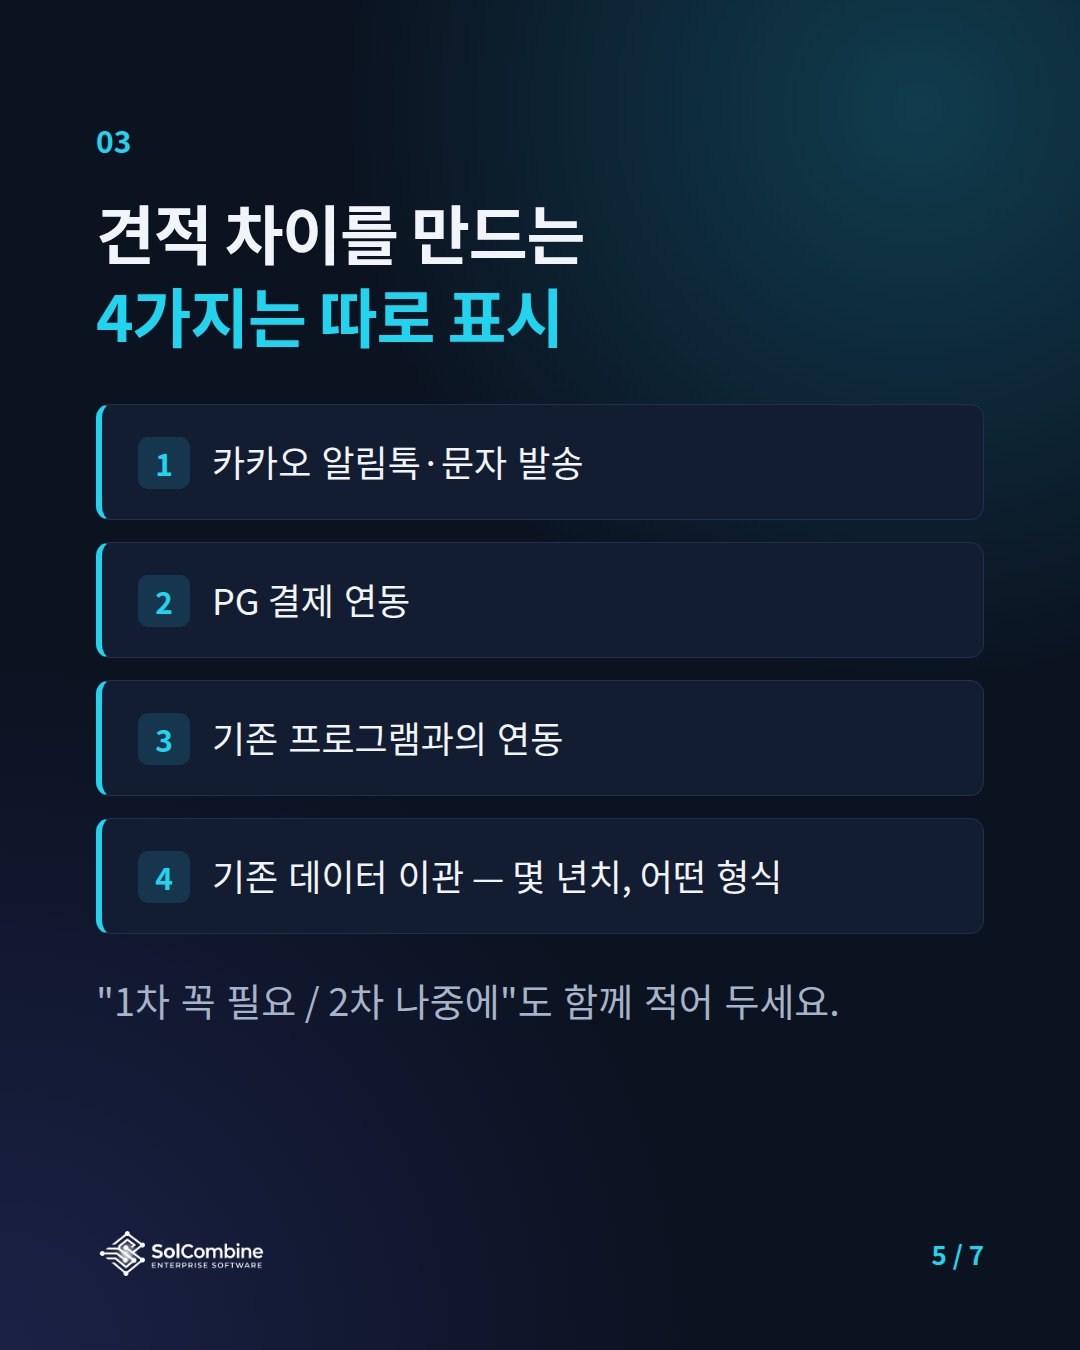 03
견적 차이를 만드는
4가지는 따로 표시
1 카카오 알림톡·문자 발송
2 PG 결제 연동
3 기존 프로그램과의 연동
4 기존 데이터 이관 — 몇 년치, 어떤 형식
"1차 꼭 필요 / 2차 나중에"도 함께 적어 두세요.
SolCombine
ENTERPRISE SOFTWARE
5 / 7